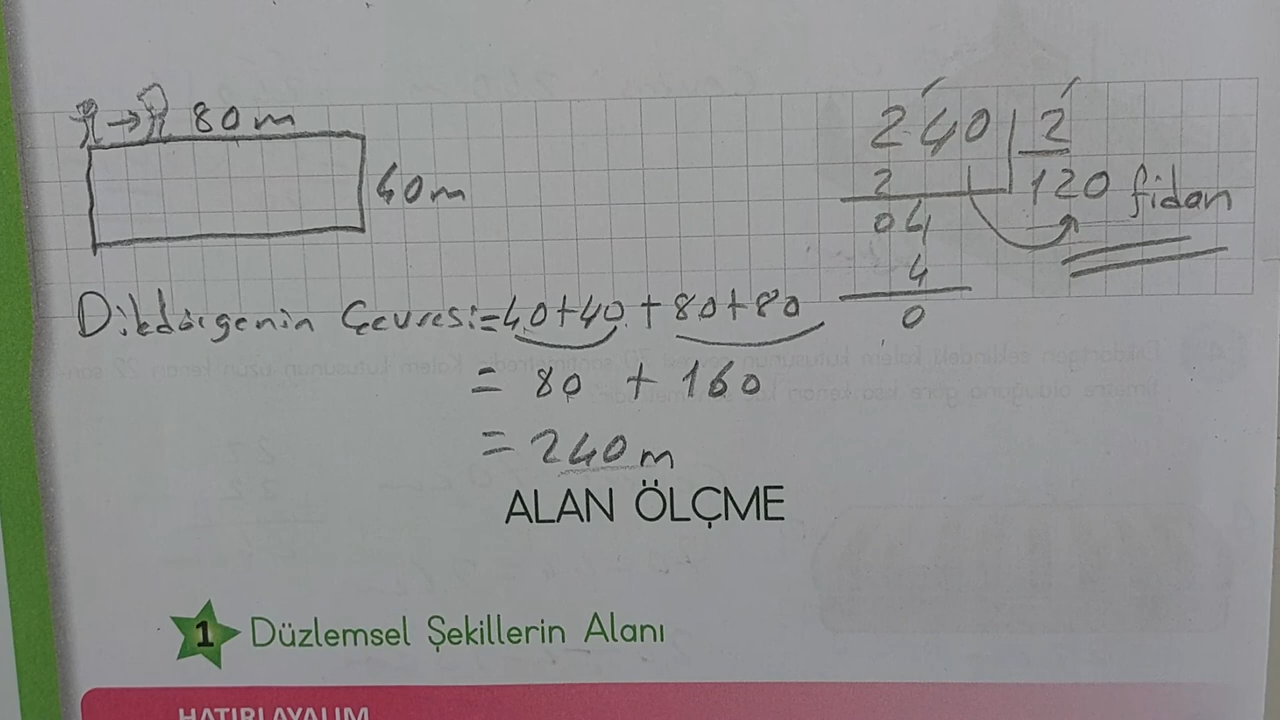 80m
40m
240 2
2 120 fidan
04
4
0
Dikdörgenin Çevresi=40+40+80+80
= 80 + 160
= 240m
ALAN ÖLÇME
1 Düzlemsel Şekillerin Alanı
HATIRLAYALIM